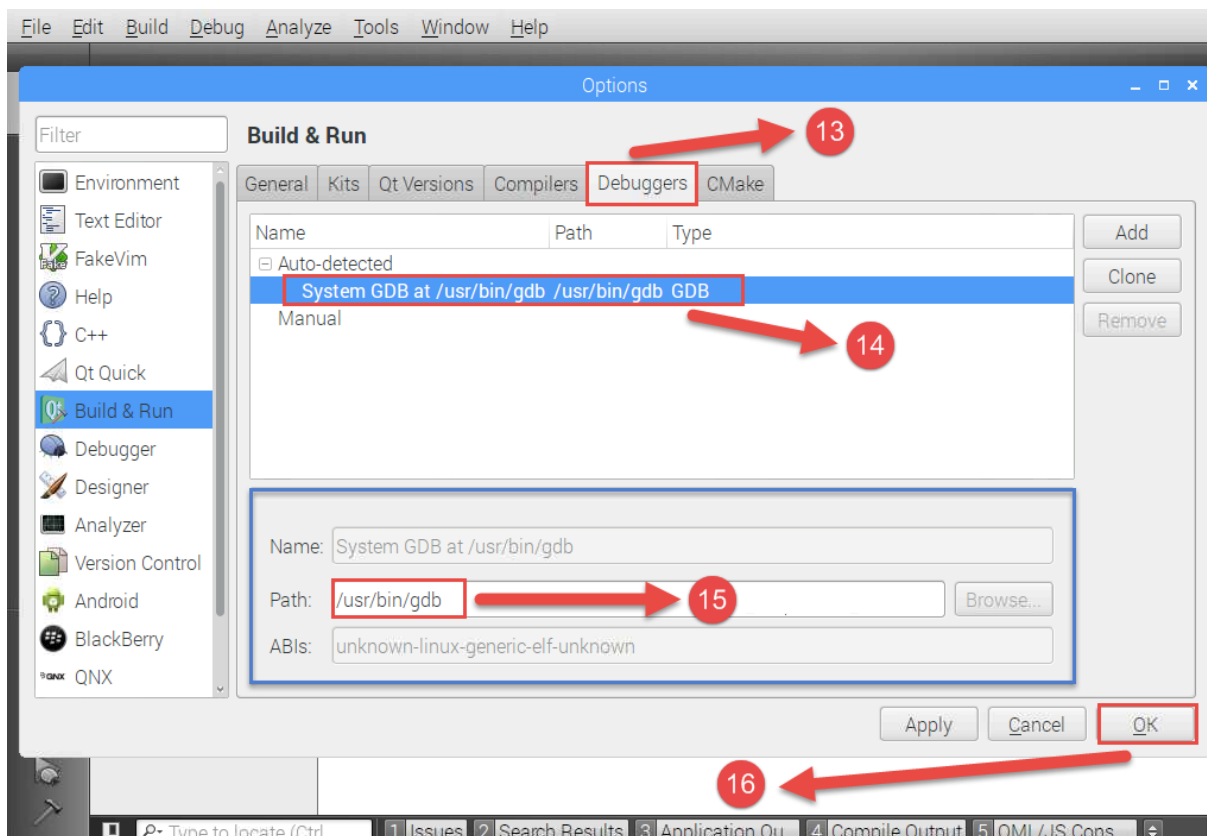 File Edit Build Debug Analyze Tools Window Help
Options
Filter
Build & Run
13
Environment
Text Editor
FakeVim
Help
C++
Qt Quick
Build & Run
Debugger
Designer
Analyzer
Version Control
Android
BlackBerry
QNX QNX
General Kits Qt Versions Compilers Debuggers CMake
Name Path Type
Auto-detected
System GDB at /usr/bin/gdb /usr/bin/gdb GDB
Manual
14
Add
Clone
Remove
Name: System GDB at /usr/bin/gdb
Path: /usr/bin/gdb 15 Browse...
ABIs: unknown-linux-generic-elf-unknown
Apply Cancel OK
16
Type to locate (Ctrl 1 Issues 2 Search Results 3 Application Ou... 4 Compile Output 5 QML/JS Cons...